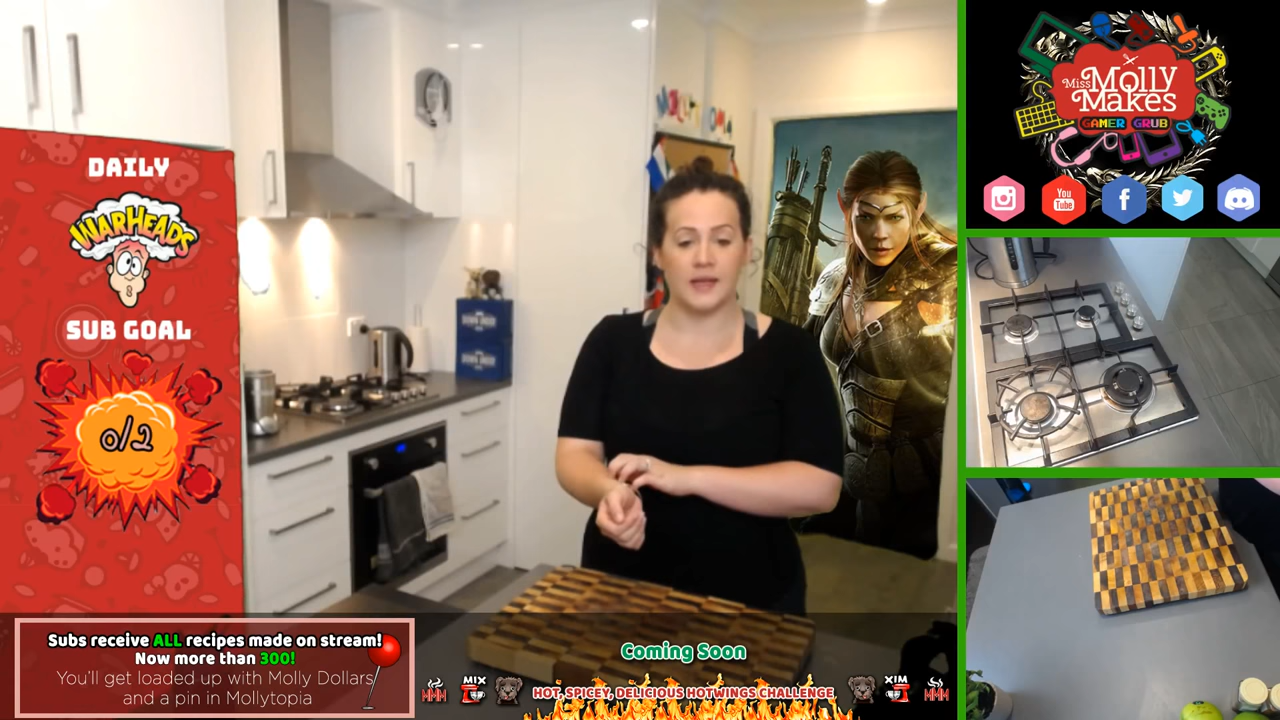 DAILY
WARHEADS
SUB GOAL
0/2
MOLLYTOPIA
Miss
Molly
Makes
GAMER GRUB
You
Tube
Subs receive ALL recipes made on stream!
Now more than 300!
You'll get loaded up with Molly Dollars
and a pin in Mollytopia
Coming Soon
MIX
HOT, SPICEY, DELICIOUS HOTWINGS CHALLENGE
XIM